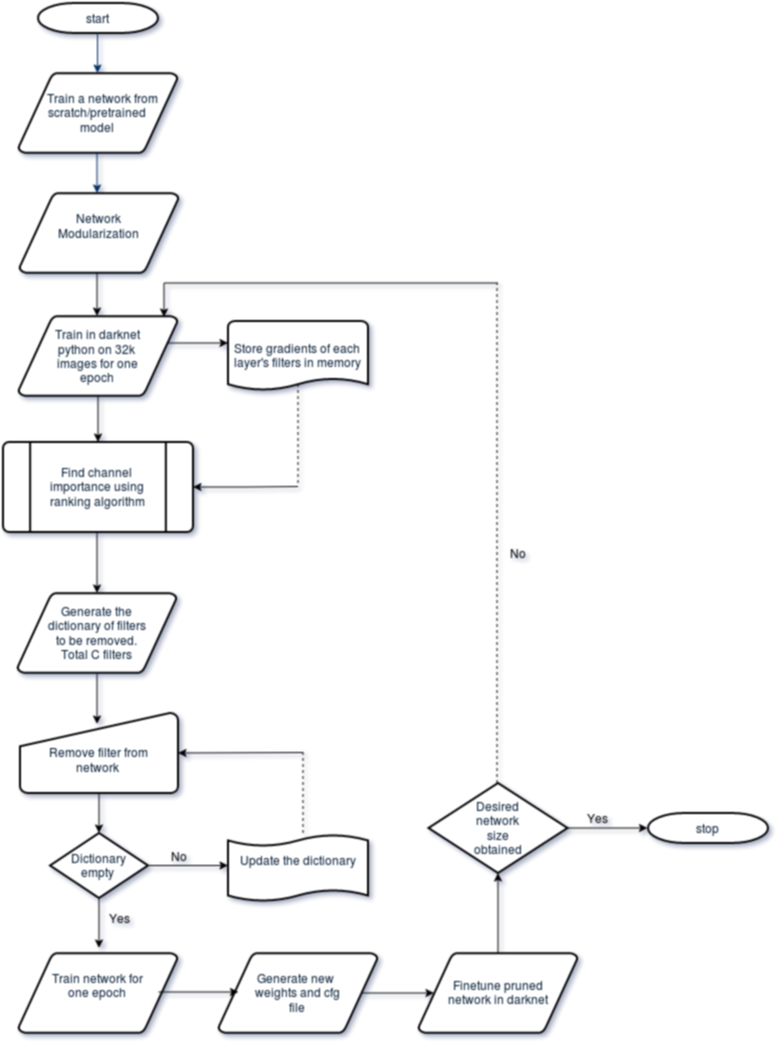 start
Train a network from
scratch/pretrained
model
Network
Modularization
Train in darknet
python on 32k
images for one
epoch
Store gradients of each
layer's filters in memory
Find channel
importance using
ranking algorithm
No
Generate the
dictionary of filters
to be removed.
Total C filters
Remove filter from
network
Dictionary
empty
No
Update the dictionary
Desired
network
size
obtained
Yes
stop
Yes
Train network for
one epoch
Generate new
weights and cfg
file
Finetune pruned
network in darknet